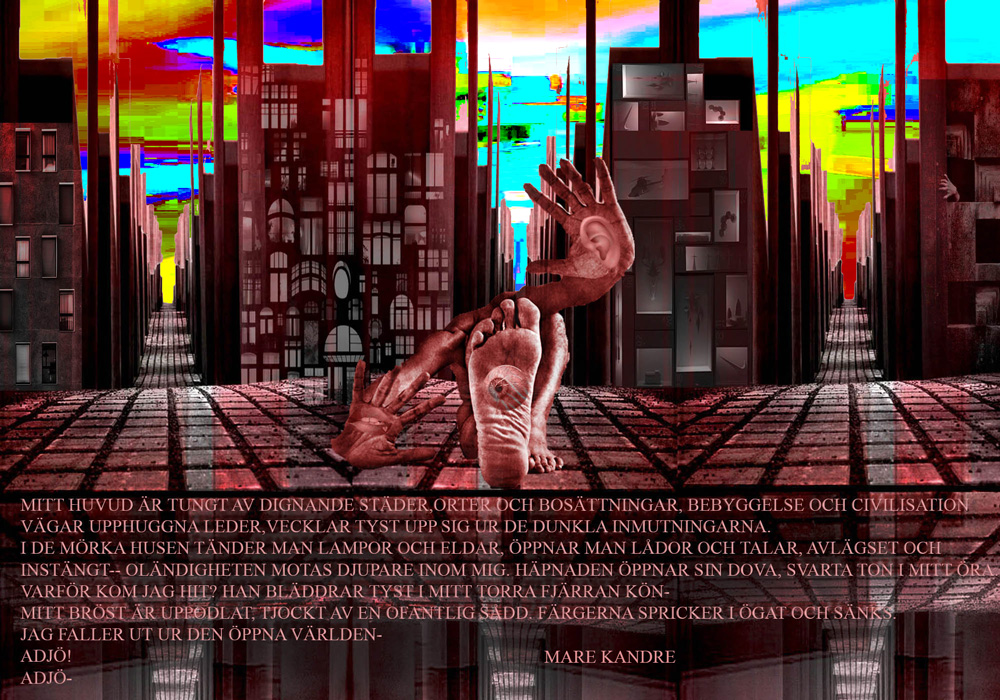 MITT HUVUD ÄR TUNGT AV DIGNANDE STÄDER,ORTER OCH BOSÄTTNINGAR, BEBYGGELSE OCH CIVILISATION
VÄGAR UPPHUGGNA LEDER,VECKLAR TYST UPP SIG UR DE DUNKLA INMUTNINGARNA.
I DE MÖRKA HUSEN TÄNDER MAN LAMPOR OCH ELDAR, ÖPPNAR MAN LÅDOR OCH TALAR, AVLÄGSET OCH
INSTÄNGT-- OLÄNDIGHETEN MOTAS DJUPARE INOM MIG. HÄPNADEN ÖPPNAR SIN DOVA, SVARTA TON I MITT ÖRA
VARFÖR KOM JAG HIT? HAN BLÄDDRAR TYST I MITT TORRA FJÄRRAN KÖN-
MITT BRÖST ÄR UPPODLAT, TJOCKT AV EN OFANTLIG SÄDD. FÄRGERNA SPRICKER I ÖGAT OCH SÄNKS.
JAG FALLER UT UR DEN ÖPPNA VÄRLDEN-
ADJÖ! MARE KANDRE
ADJÖ-